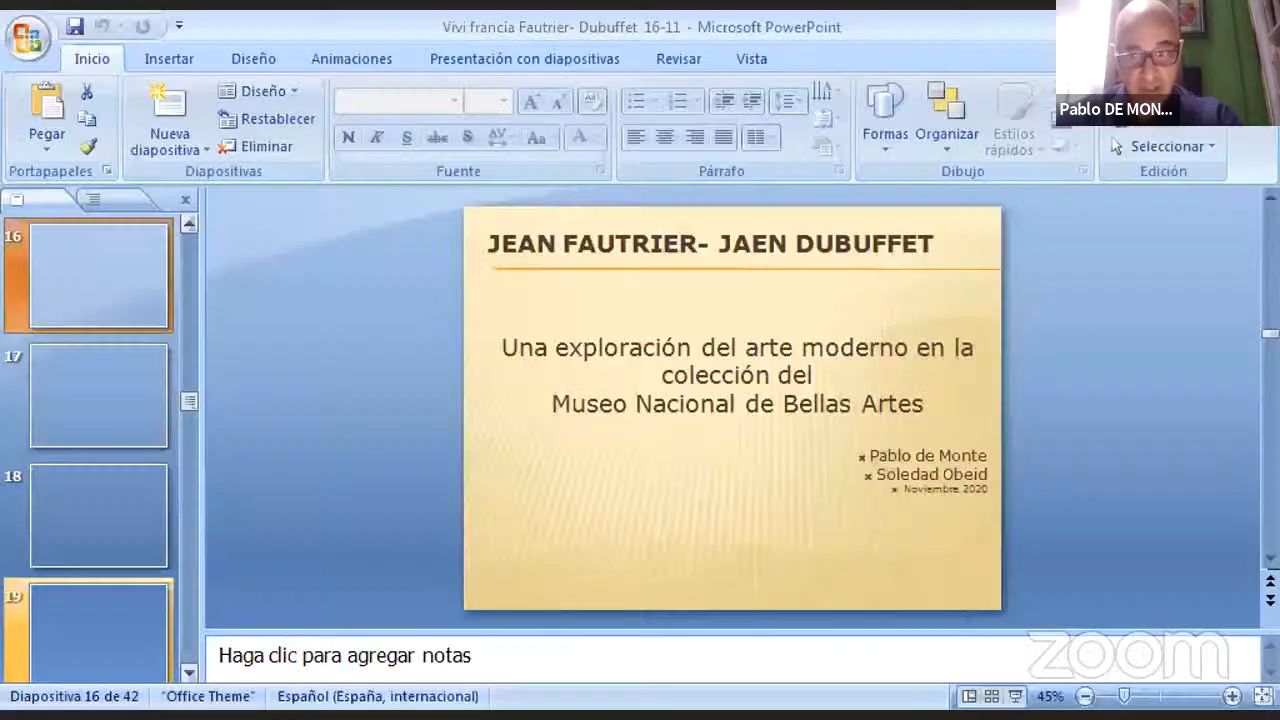 Vivi francia Fautrier- Dubuffet 16-11 - Microsoft PowerPoint
Inicio Insertar Diseño Animaciones Presentación con diapositivas Revisar Vista
Pegar
Portapapeles
Nueva
diapositiva
Diseño
Restablecer
Eliminar
Diapositivas
N K S abc S AV Aa A
Fuente
Párrafo
Formas Organizar Estilos
rápidos
Dibujo
Seleccionar
Edición
Pablo DE MON...
16
17
18
19
JEAN FAUTRIER- JAEN DUBUFFET
Una exploración del arte moderno en la
colección del
Museo Nacional de Bellas Artes
Pablo de Monte
Soledad Obeid
Noviembre 2020
Haga clic para agregar notas
zoom
Diapositiva 16 de 42 "Office Theme" Español (España, internacional) 45%